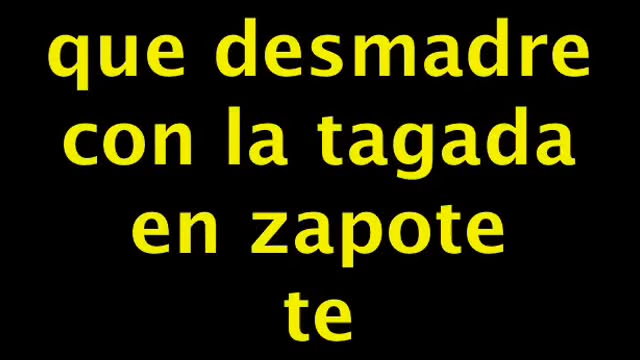 que desmadre
con la tagada
en zapote
te